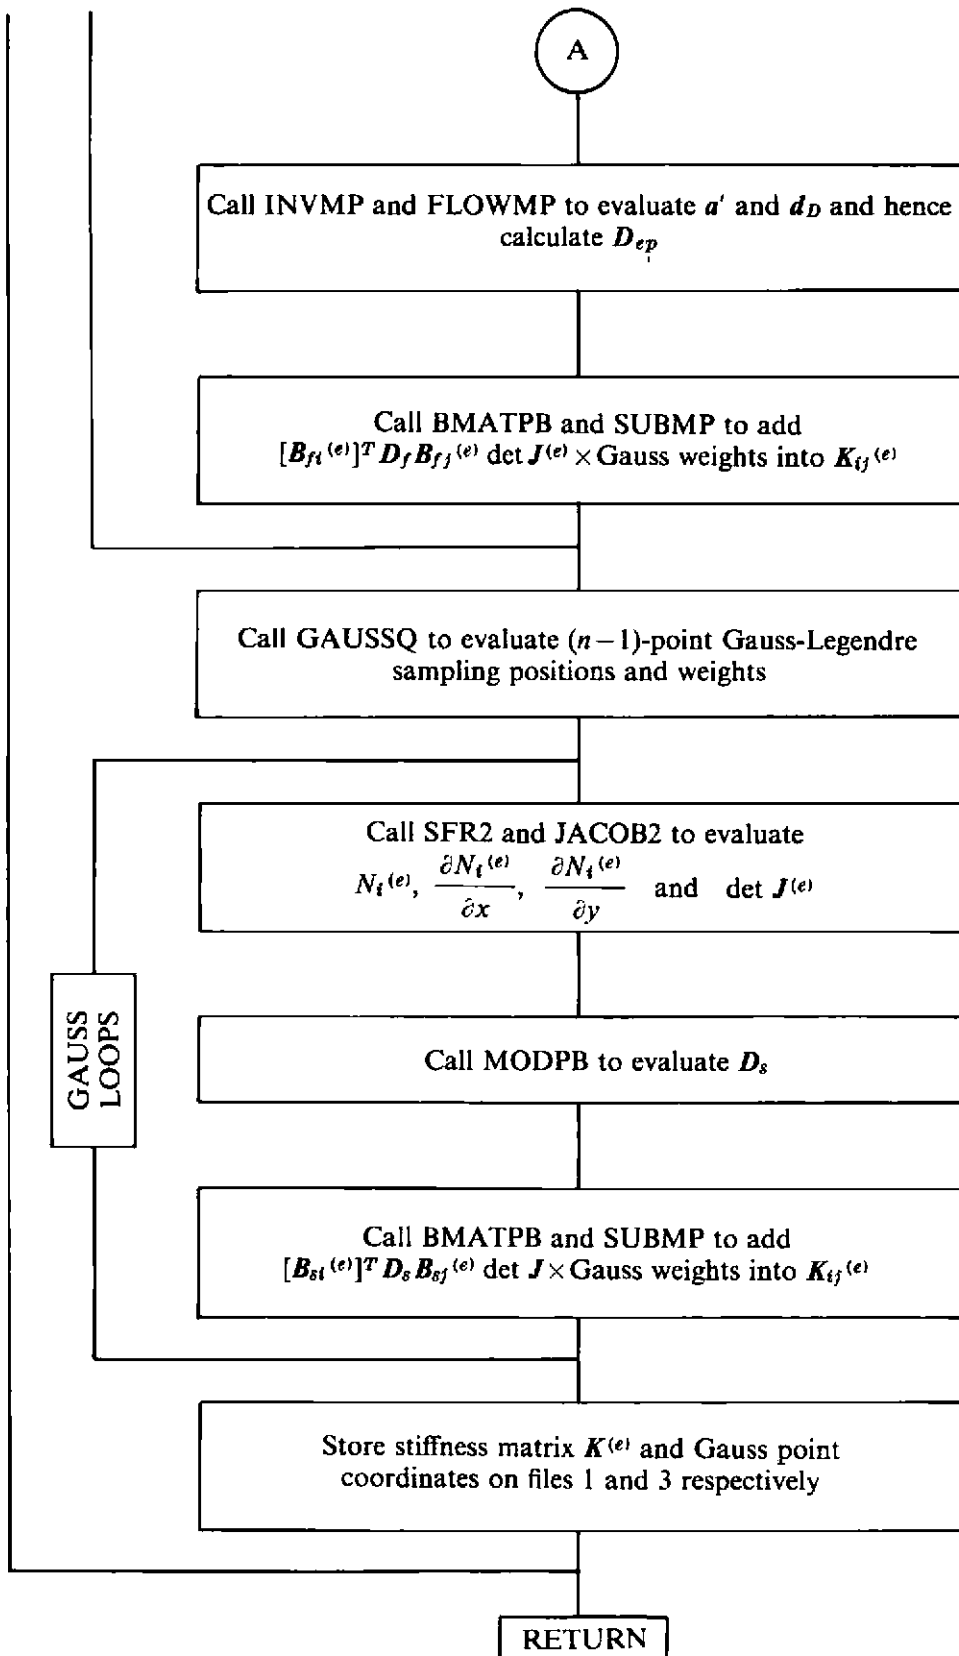 A
Call INVMP and FLOWMP to evaluate a' and d_D and hence
calculate D_ep
Call BMATPB and SUBMP to add
[B_fi^(e)]^T D_f B_fj^(e) det J^(e) × Gauss weights into K_ij^(e)
Call GAUSSQ to evaluate (n−1)-point Gauss-Legendre
sampling positions and weights
Call SFR2 and JACOB2 to evaluate
N_i^(e), ∂N_i^(e)/∂x, ∂N_i^(e)/∂y and det J^(e)
GAUSS
LOOPS
Call MODPB to evaluate D_s
Call BMATPB and SUBMP to add
[B_si^(e)]^T D_s B_sj^(e) det J × Gauss weights into K_ij^(e)
Store stiffness matrix K^(e) and Gauss point
coordinates on files 1 and 3 respectively
RETURN